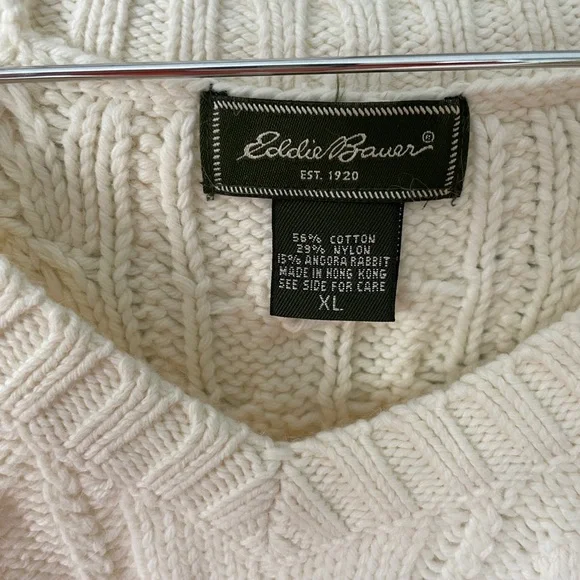 Eddie Bauer®
EST. 1920
56% COTTON
29% NYLON
15% ANGORA RABBIT
MADE IN HONG KONG
SEE SIDE FOR CARE
XL